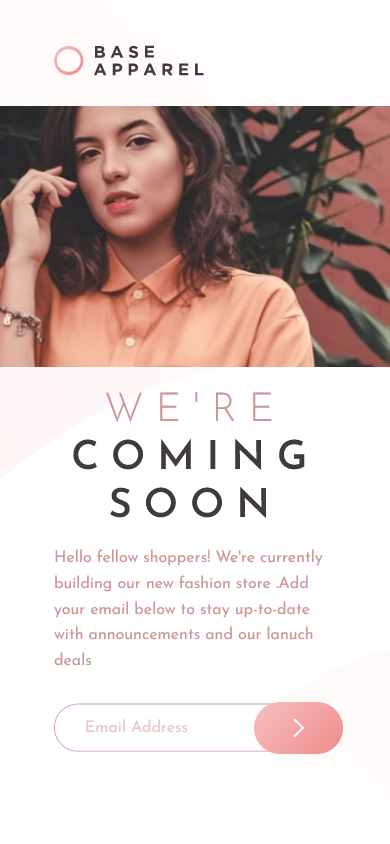 BASE
APPAREL
WE'RE
COMING
SOON
Hello fellow shoppers! We're currently
building our new fashion store .Add
your email below to stay up-to-date
with announcements and our lanuch
deals
Email Address